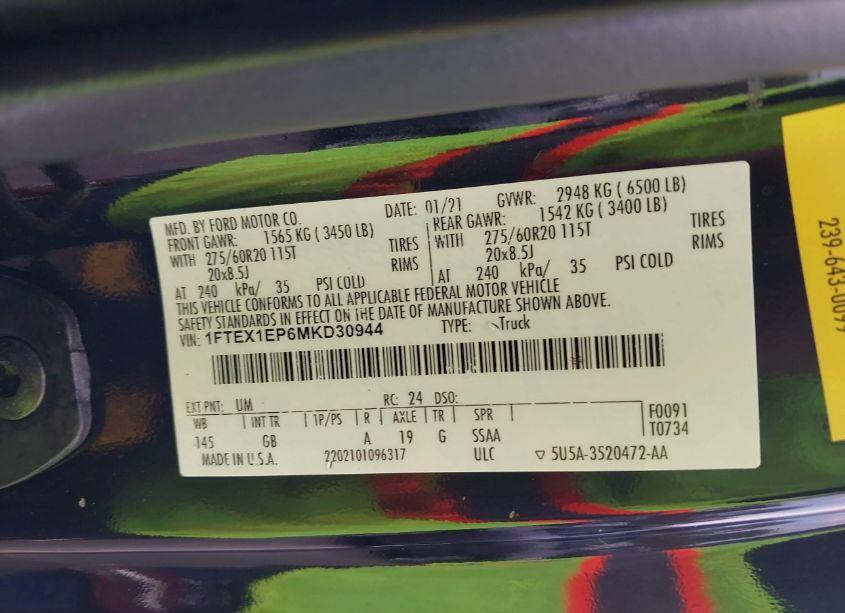 MFD. BY FORD MOTOR CO. DATE: 01/21 GVWR: 2948 KG ( 6500 LB)
FRONT GAWR: 1565 KG ( 3450 LB) REAR GAWR: 1542 KG ( 3400 LB)
WITH 275/60R20 115T TIRES WITH 275/60R20 115T TIRES
20x8.5J RIMS 20x8.5J RIMS
AT 240 kPa/ 35 PSI COLD AT 240 kPa/ 35 PSI COLD
THIS VEHICLE CONFORMS TO ALL APPLICABLE FEDERAL MOTOR VEHICLE
SAFETY STANDARDS IN EFFECT ON THE DATE OF MANUFACTURE SHOWN ABOVE.
VIN: 1FTEX1EP6MKD30944 TYPE: Truck
EXT PNT: UM RC: 24 DSO:
WB INT TR 1P/PS R AXLE TR SPR F0091
145 GB A 19 G SSAA T0734
MADE IN U.S.A. 2202101096317 ULC ▽ 5U5A-3520472-AA
239-643-0099